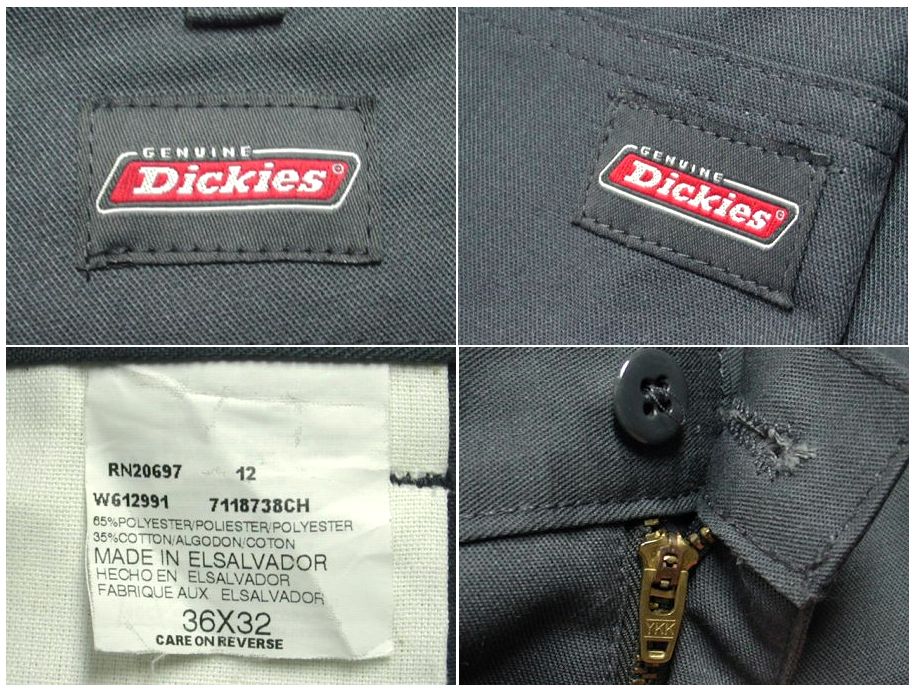 GENUINE
Dickies
GENUINE
Dickies
RN20697 12
W612991 7118738CH
65%POLYESTER/POLIESTER/POLYESTER
35%COTTON/ALGODON/COTON
MADE IN ELSALVADOR
HECHO EN ELSALVADOR
FABRIQUE AUX ELSALVADOR
36X32
CARE ON REVERSE
YKK